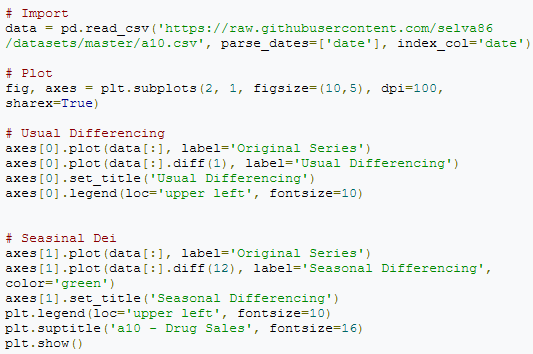 # Import
data = pd.read_csv('https://raw.githubusercontent.com/selva86
/datasets/master/a10.csv', parse_dates=['date'], index_col='date')
# Plot
fig, axes = plt.subplots(2, 1, figsize=(10,5), dpi=100,
sharex=True)
# Usual Differencing
axes[0].plot(data[:], label='Original Series')
axes[0].plot(data[:].diff(1), label='Usual Differencing')
axes[0].set_title('Usual Differencing')
axes[0].legend(loc='upper left', fontsize=10)
# Seasinal Dei
axes[1].plot(data[:], label='Original Series')
axes[1].plot(data[:].diff(12), label='Seasonal Differencing',
color='green')
axes[1].set_title('Seasonal Differencing')
plt.legend(loc='upper left', fontsize=10)
plt.suptitle('a10 - Drug Sales', fontsize=16)
plt.show()